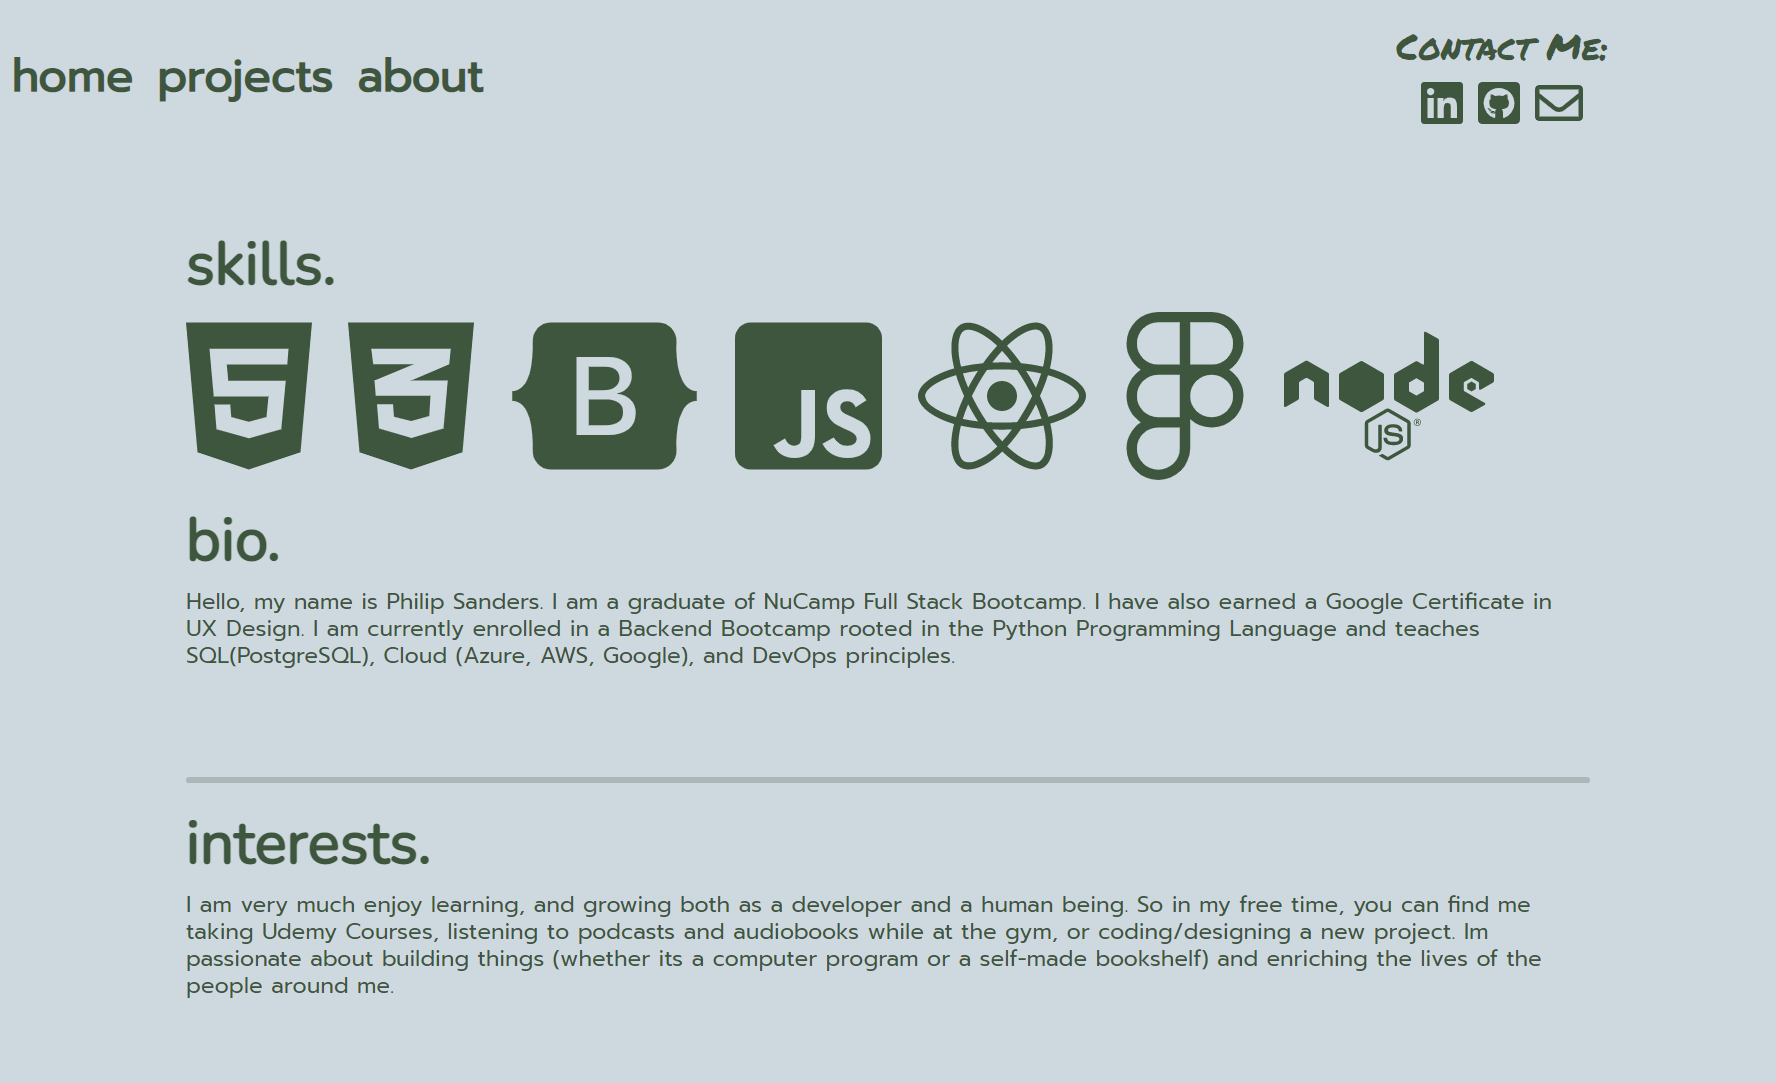 home projects about
Contact Me:
in
skills.
5 3 B JS node
JS ®
bio.
Hello, my name is Philip Sanders. I am a graduate of NuCamp Full Stack Bootcamp. I have also earned a Google Certificate in
UX Design. I am currently enrolled in a Backend Bootcamp rooted in the Python Programming Language and teaches
SQL(PostgreSQL), Cloud (Azure, AWS, Google), and DevOps principles.
interests.
I am very much enjoy learning, and growing both as a developer and a human being. So in my free time, you can find me
taking Udemy Courses, listening to podcasts and audiobooks while at the gym, or coding/designing a new project. Im
passionate about building things (whether its a computer program or a self-made bookshelf) and enriching the lives of the
people around me.